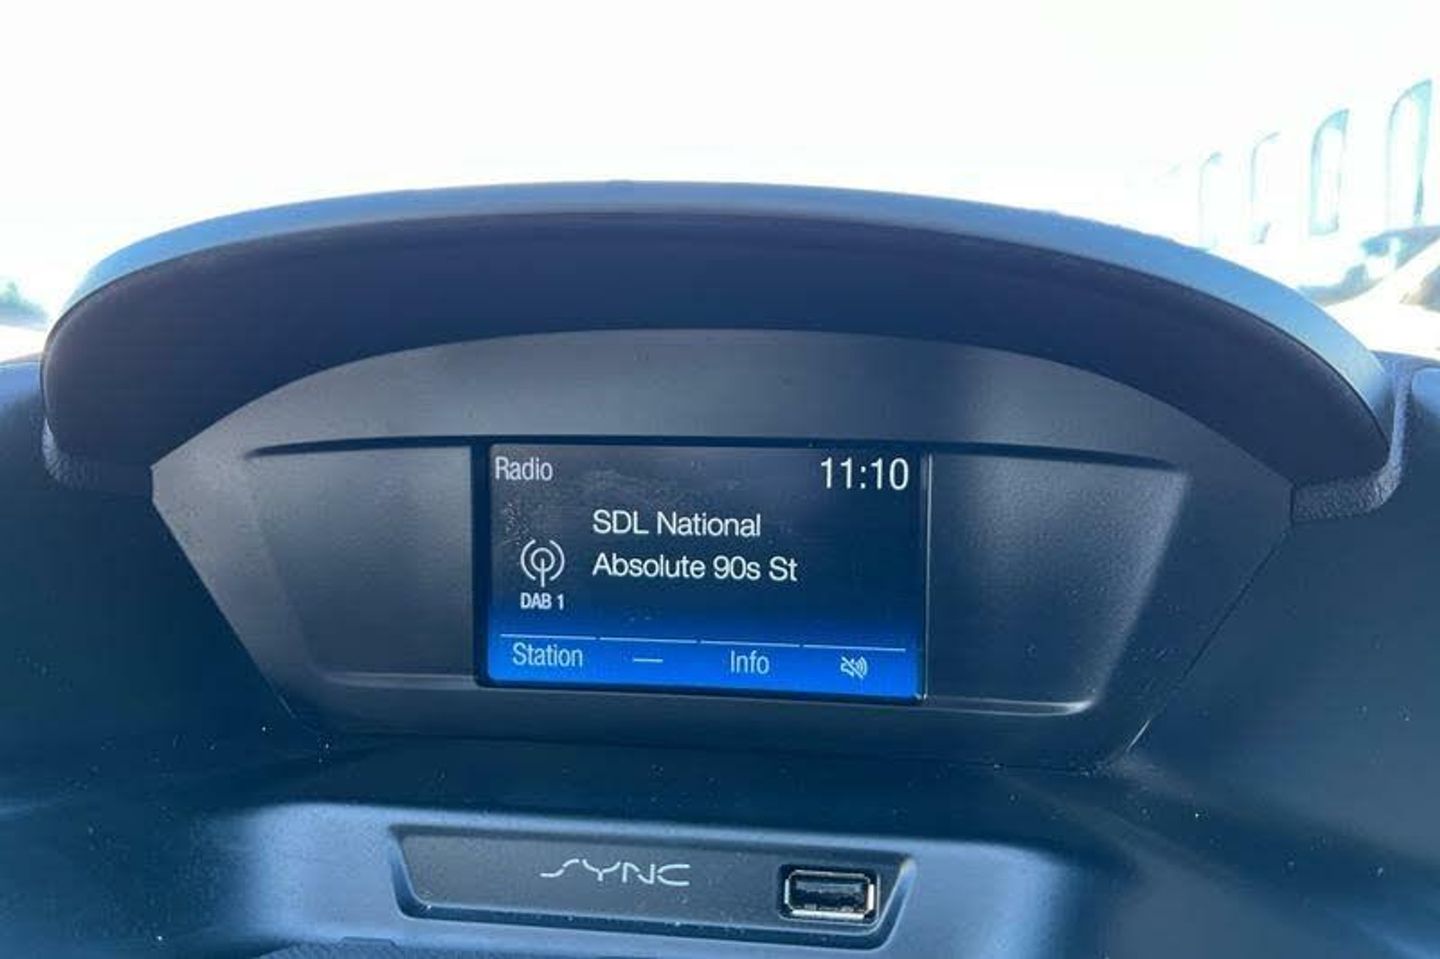 Radio 11:10
SDL National
Absolute 90s St
DAB 1
Station — Info
SYNC